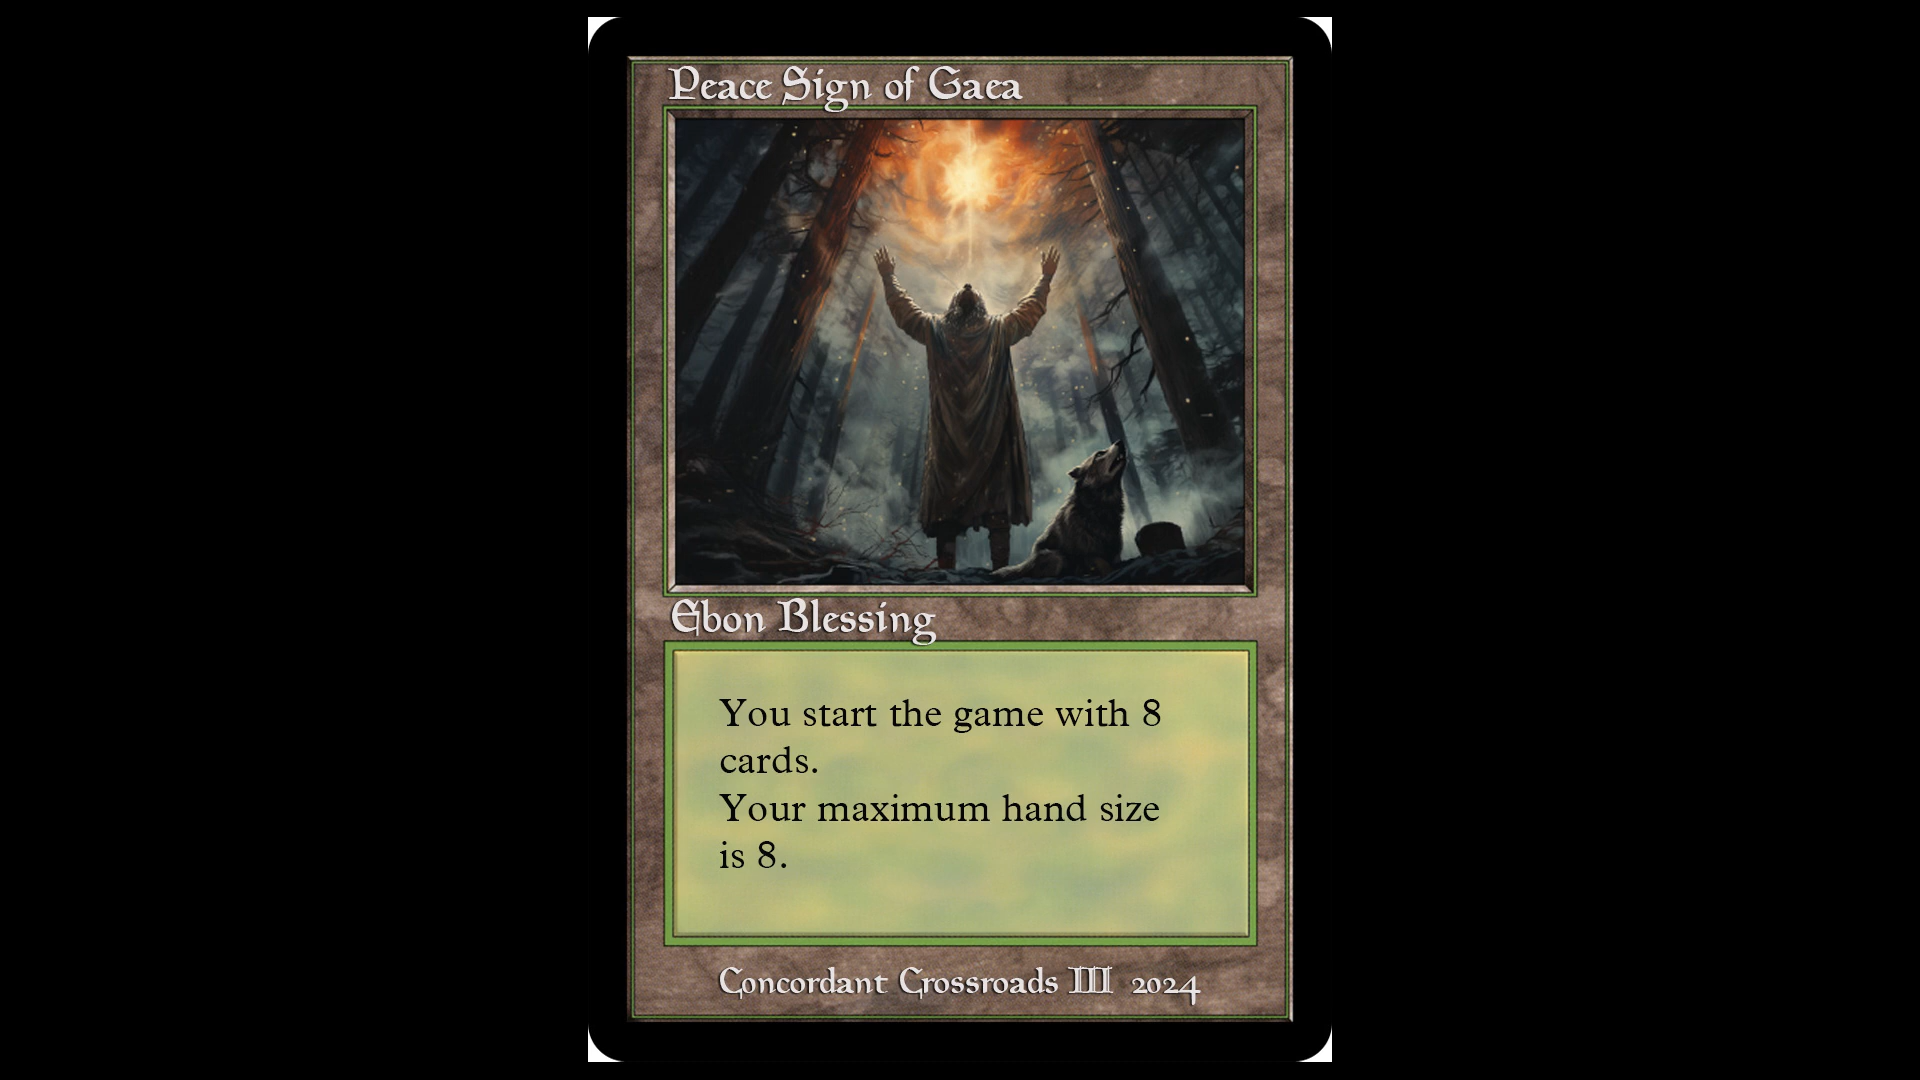 Peace Sign of Gaea
Ebon Blessing
You start the game with 8
cards.
Your maximum hand size
is 8.
Concordant Crossroads III 2024